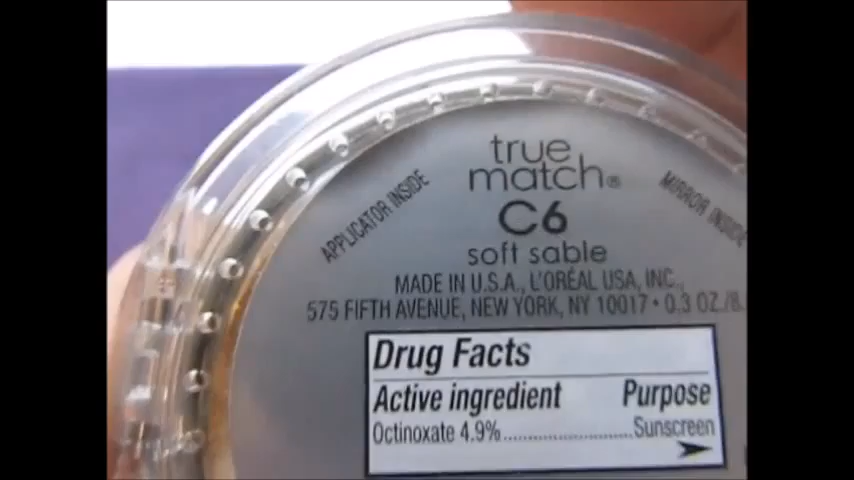 true
match®
APPLICATOR INSIDE
MIRROR INSIDE
C6
soft sable
MADE IN U.S.A., L'ORÉAL USA, INC.,
575 FIFTH AVENUE, NEW YORK, NY 10017 • 0.3 OZ./8.
Drug Facts
Active ingredient Purpose
Octinoxate 4.9%..............................Sunscreen